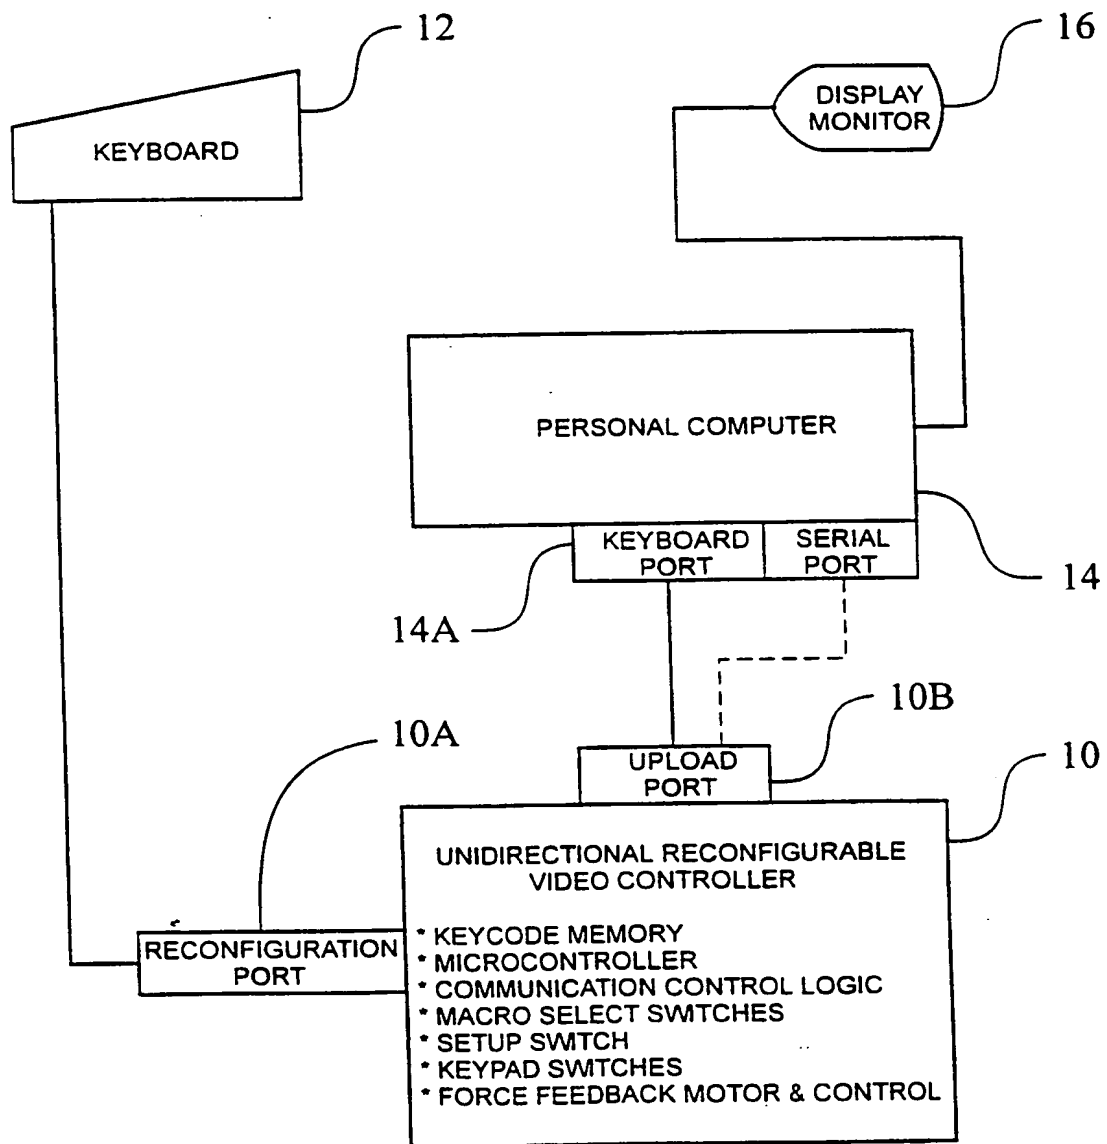 12
16
DISPLAY
MONITOR
KEYBOARD
PERSONAL COMPUTER
KEYBOARD
PORT
SERIAL
PORT
14
14A
10B
10A
10
UPLOAD
PORT
UNIDIRECTIONAL RECONFIGURABLE
VIDEO CONTROLLER
RECONFIGURATION
PORT
* KEYCODE MEMORY
* MICROCONTROLLER
* COMMUNICATION CONTROL LOGIC
* MACRO SELECT SWITCHES
* SETUP SWITCH
* KEYPAD SWITCHES
* FORCE FEEDBACK MOTOR & CONTROL